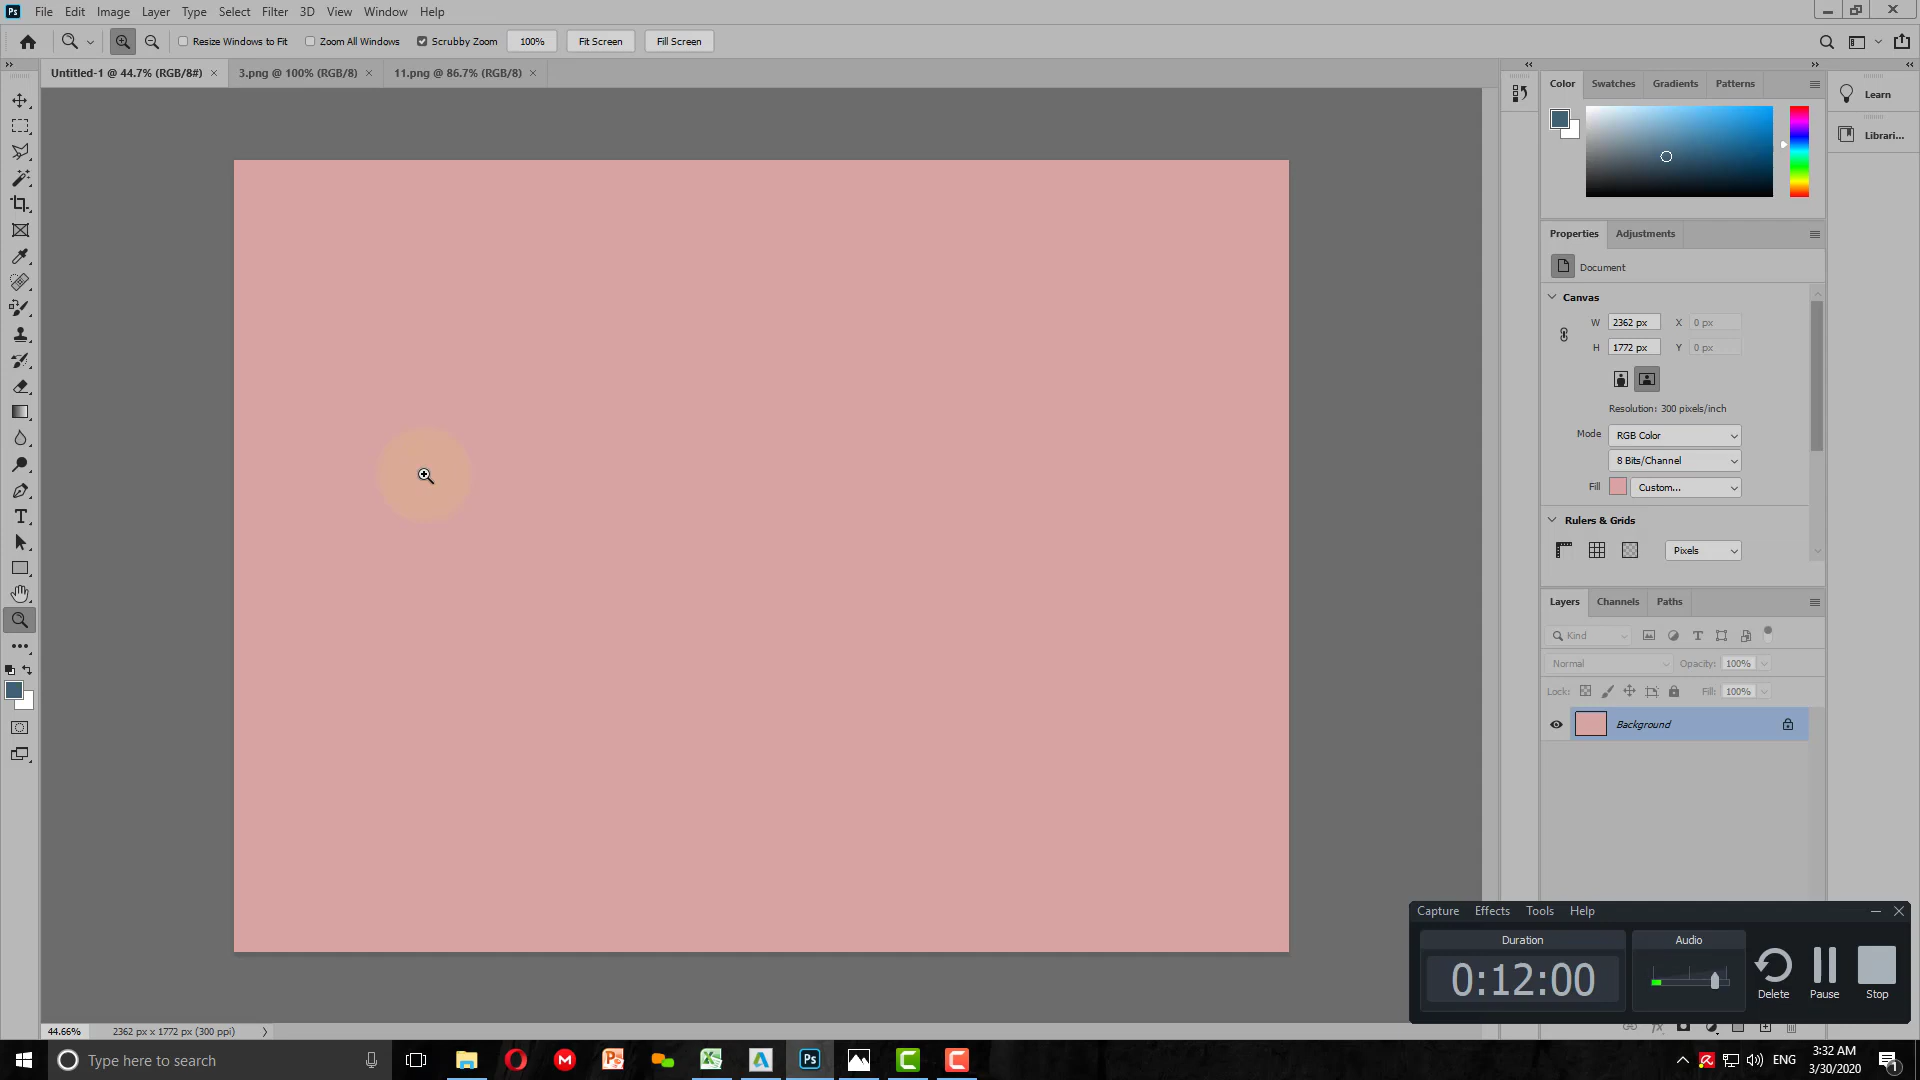 Ps File Edit Image Layer Type Select Filter 3D View Window Help
Resize Windows to Fit Zoom All Windows Scrubby Zoom 100% Fit Screen Fill Screen
Untitled-1 @ 44.7% (RGB/8#) × 3.png @ 100% (RGB/8) × 11.png @ 86.7% (RGB/8) ×
Color Swatches Gradients Patterns
Learn
Librari...
Properties Adjustments
Document
Canvas
W 2362 px X 0 px
H 1772 px Y 0 px
Resolution: 300 pixels/inch
Mode RGB Color
8 Bits/Channel
Fill Custom...
Rulers & Grids
Pixels
Layers Channels Paths
Kind
Normal Opacity: 100%
Lock: Fill: 100%
Background
Capture Effects Tools Help
Duration Audio
0:12:00
Delete Pause Stop
44.66% 2362 px x 1772 px (300 ppi)
Type here to search
Ps
ENG
3:32 AM
3/30/2020
1